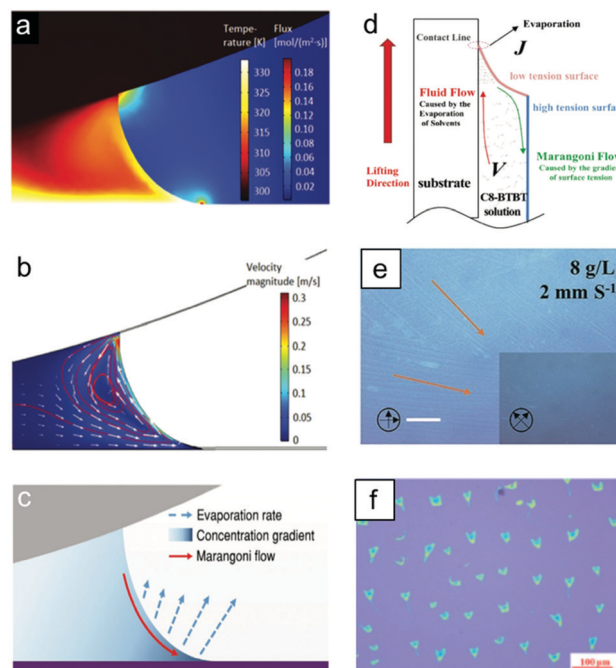 a
Tempe-
rature [K]
Flux
[mol/(m²·s)]
330
325
320
315
310
305
300
298
0.18
0.16
0.14
0.12
0.10
0.08
0.06
0.04
0.02
b
Velocity
magnitude [m/s]
0.3
0.25
0.2
0.15
0.1
0.05
0
c
Evaporation rate
Concentration gradient
Marangoni flow
d
Contact Line
Evaporation
J
low tension surface
Fluid Flow
Caused by the
Evaporation
of Solvents
high tension surfa
Marangoni Flow
Caused by the gradien
of surface tension
V
Lifting
Direction
substrate
C8-BTBT
solution
e
8 g/L
2 mm S-1
f
100 μm